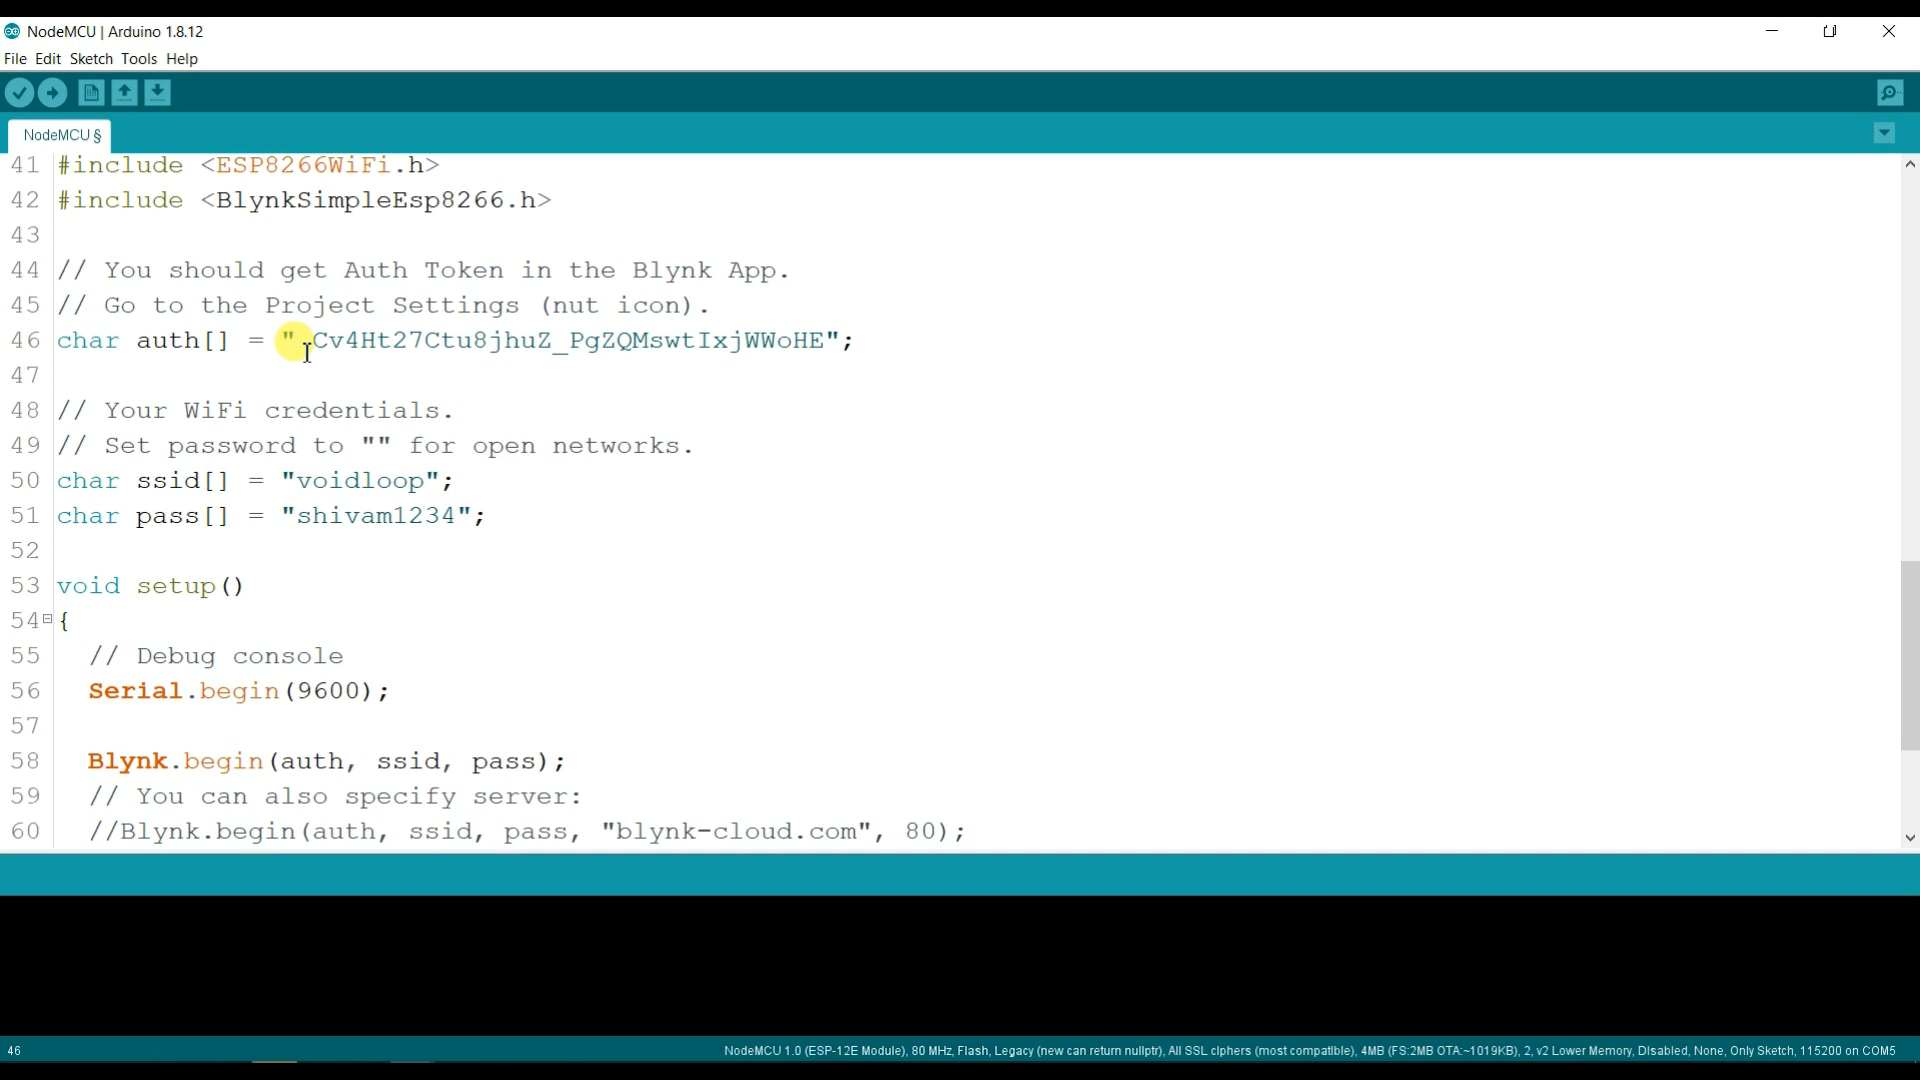 NodeMCU | Arduino 1.8.12
File Edit Sketch Tools Help
NodeMCU §
41 #include <ESP8266WiFi.h>
42 #include <BlynkSimpleEsp8266.h>
43
44 // You should get Auth Token in the Blynk App.
45 // Go to the Project Settings (nut icon).
46 char auth[] = " Cv4Ht27Ctu8jhuZ_PgZQMswtIxjWWoHE";
47
48 // Your WiFi credentials.
49 // Set password to "" for open networks.
50 char ssid[] = "voidloop";
51 char pass[] = "shivam1234";
52
53 void setup()
54 {
55 // Debug console
56 Serial.begin(9600);
57
58 Blynk.begin(auth, ssid, pass);
59 // You can also specify server:
60 //Blynk.begin(auth, ssid, pass, "blynk-cloud.com", 80);
46 NodeMCU 1.0 (ESP-12E Module), 80 MHz, Flash, Legacy (new can return nullptr), All SSL ciphers (most compatible), 4MB (FS:2MB OTA:~1019KB), 2, v2 Lower Memory, Disabled, None, Only Sketch, 115200 on COM5